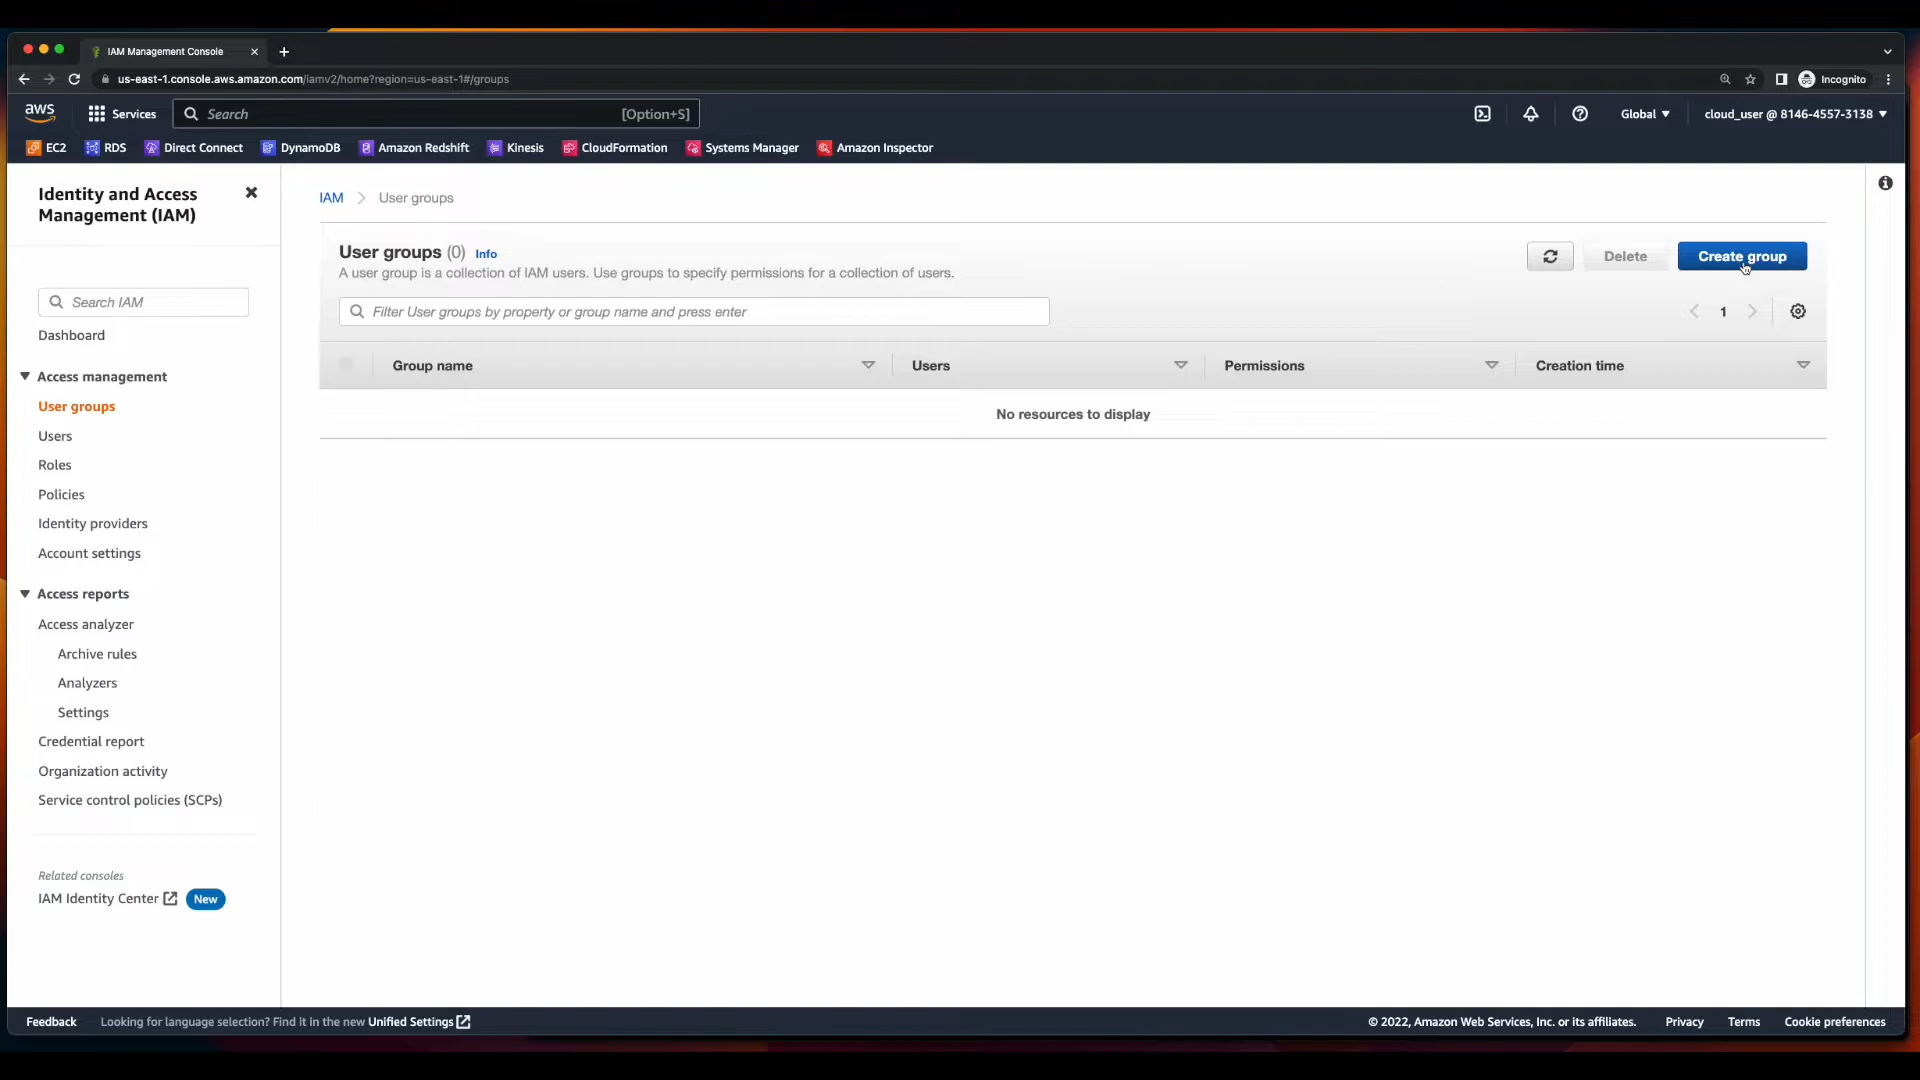 IAM Management Console
us-east-1.console.aws.amazon.com/iamv2/home?region=us-east-1#/groups
Incognito
aws
Services
Search
[Option+S]
Global
cloud_user @ 8146-4557-3138
EC2
RDS
Direct Connect
DynamoDB
Amazon Redshift
Kinesis
CloudFormation
Systems Manager
Amazon Inspector
Identity and Access
Management (IAM)
Search IAM
Dashboard
Access management
User groups
Users
Roles
Policies
Identity providers
Account settings
Access reports
Access analyzer
Archive rules
Analyzers
Settings
Credential report
Organization activity
Service control policies (SCPs)
Related consoles
IAM Identity Center
New
IAM
User groups
User groups (0) Info
A user group is a collection of IAM users. Use groups to specify permissions for a collection of users.
Delete
Create group
Filter User groups by property or group name and press enter
1
Group name
Users
Permissions
Creation time
No resources to display
Feedback
Looking for language selection? Find it in the new Unified Settings
© 2022, Amazon Web Services, Inc. or its affiliates.
Privacy
Terms
Cookie preferences